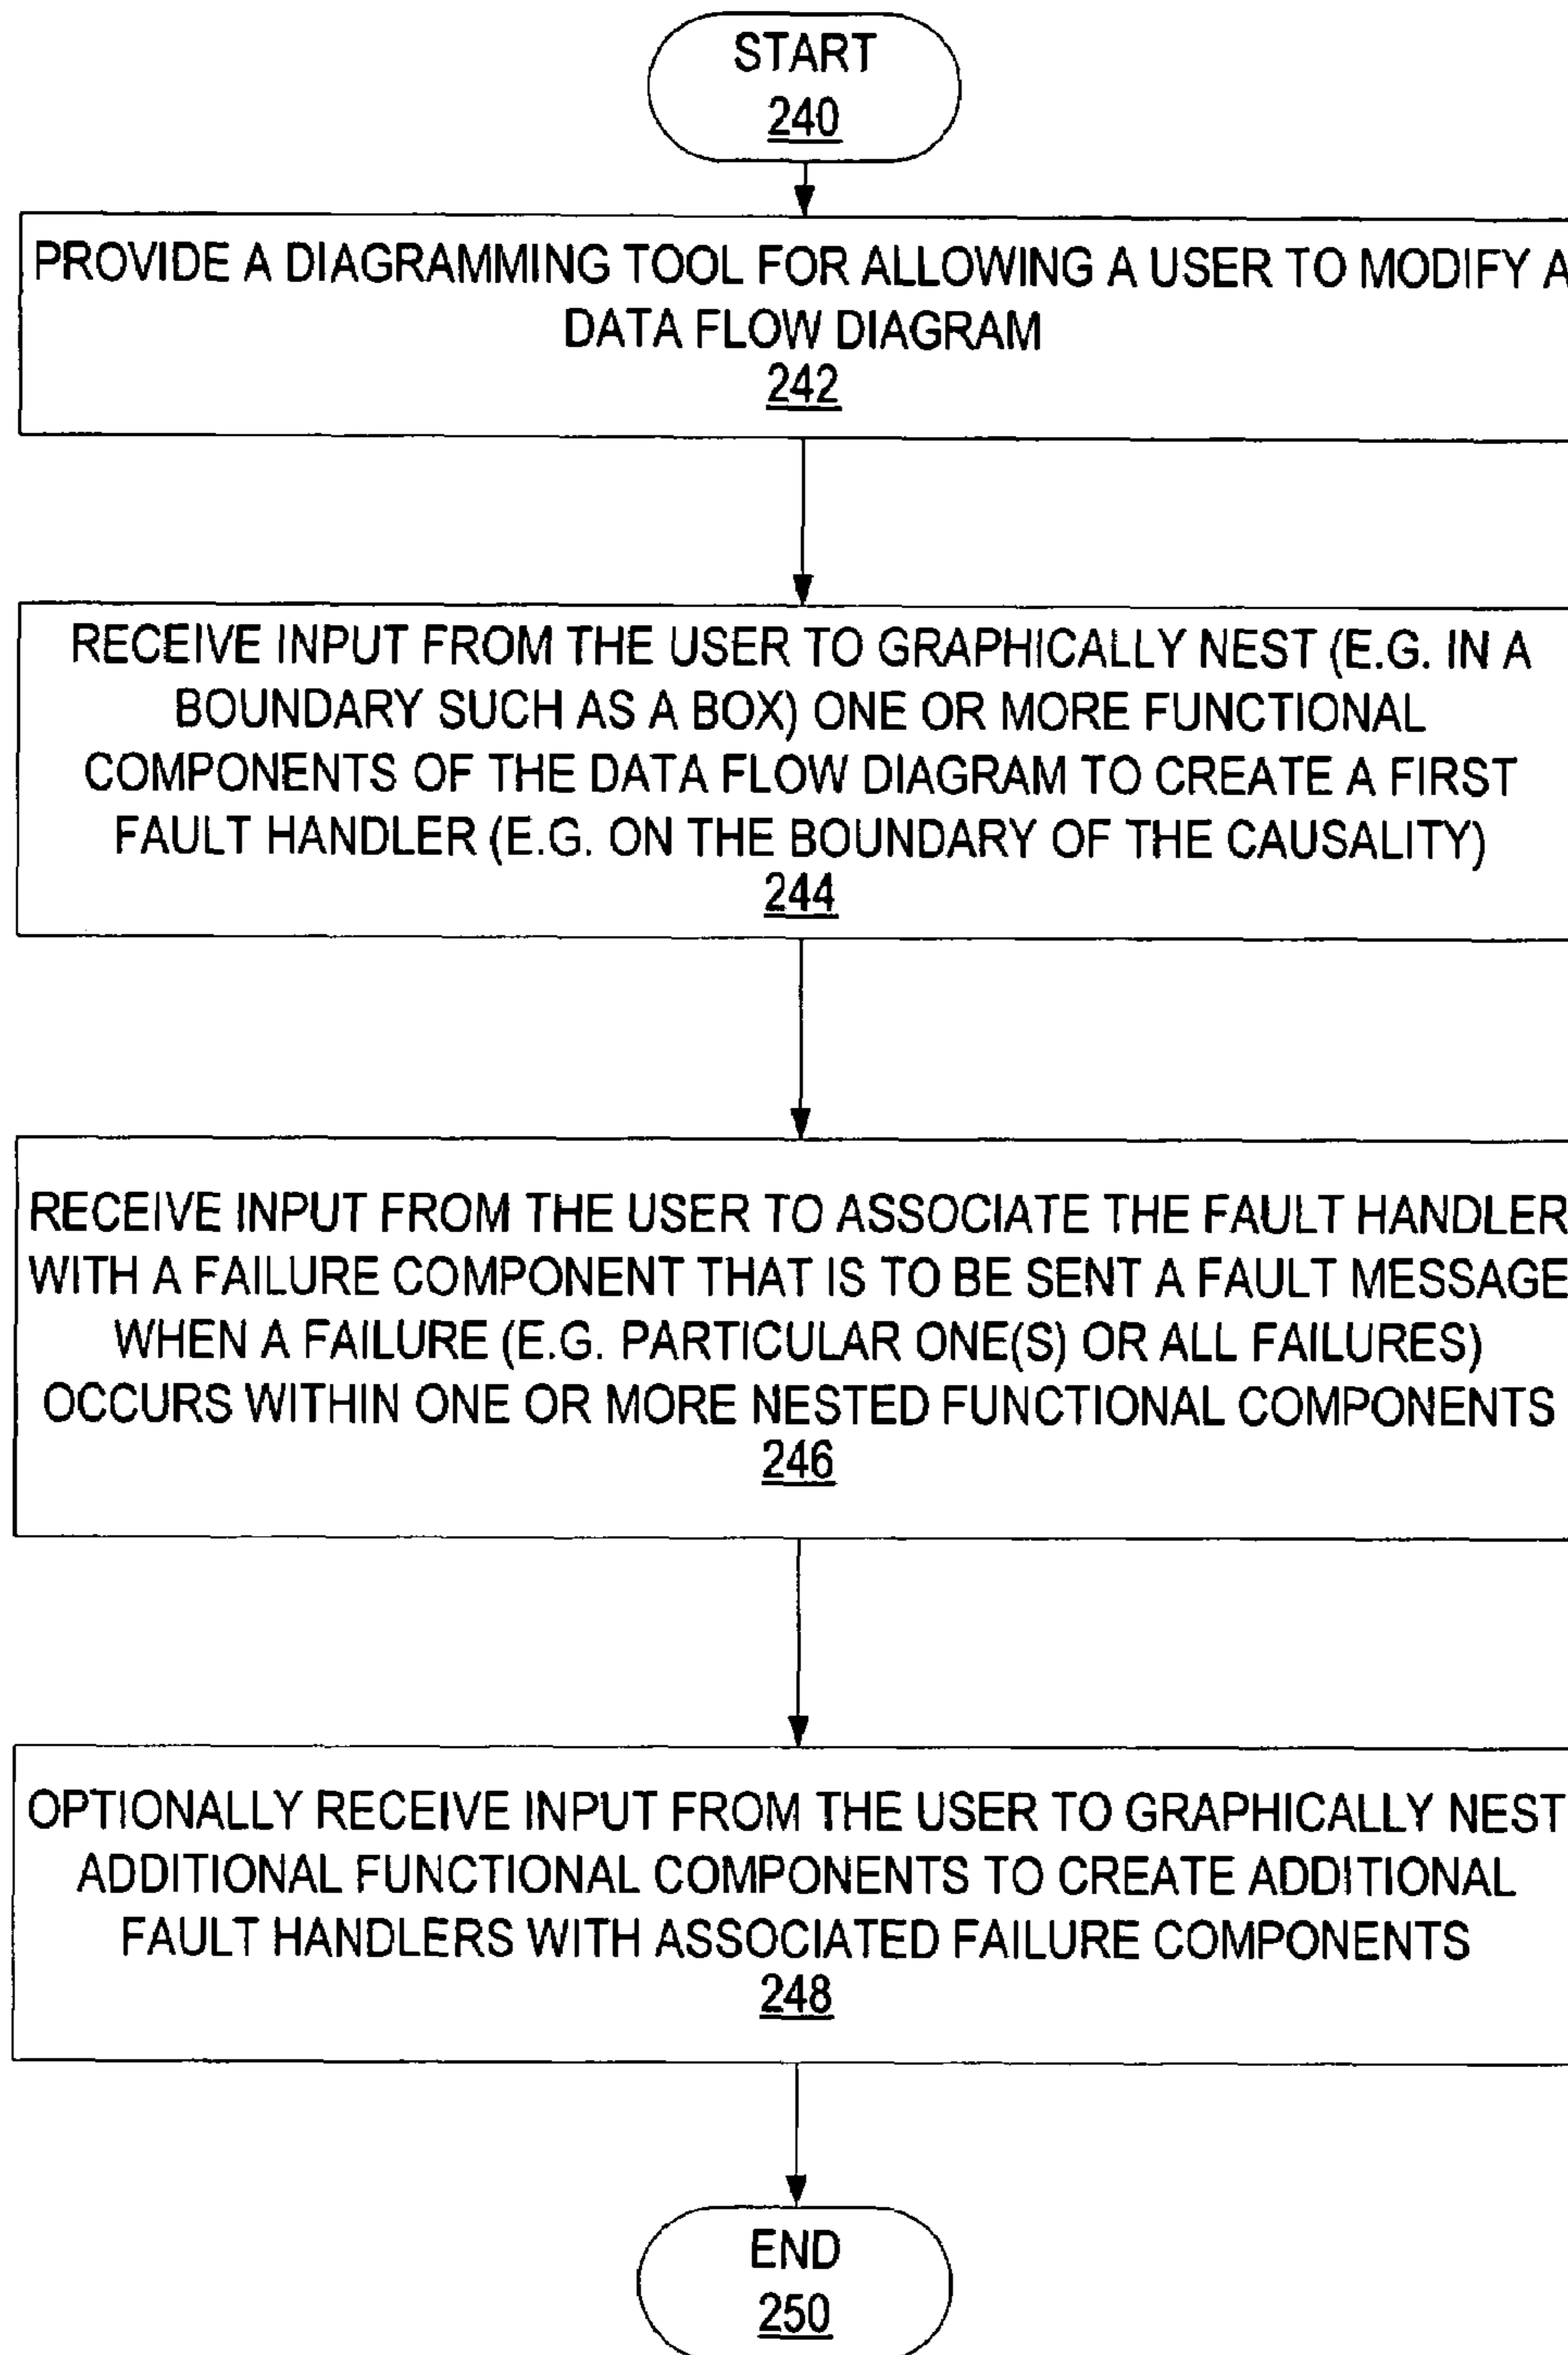 START
240
PROVIDE A DIAGRAMMING TOOL FOR ALLOWING A USER TO MODIFY A
DATA FLOW DIAGRAM
242
RECEIVE INPUT FROM THE USER TO GRAPHICALLY NEST (E.G. IN A
BOUNDARY SUCH AS A BOX) ONE OR MORE FUNCTIONAL
COMPONENTS OF THE DATA FLOW DIAGRAM TO CREATE A FIRST
FAULT HANDLER (E.G. ON THE BOUNDARY OF THE CAUSALITY)
244
RECEIVE INPUT FROM THE USER TO ASSOCIATE THE FAULT HANDLER
WITH A FAILURE COMPONENT THAT IS TO BE SENT A FAULT MESSAGE
WHEN A FAILURE (E.G. PARTICULAR ONE(S) OR ALL FAILURES)
OCCURS WITHIN ONE OR MORE NESTED FUNCTIONAL COMPONENTS
246
OPTIONALLY RECEIVE INPUT FROM THE USER TO GRAPHICALLY NEST
ADDITIONAL FUNCTIONAL COMPONENTS TO CREATE ADDITIONAL
FAULT HANDLERS WITH ASSOCIATED FAILURE COMPONENTS
248
END
250